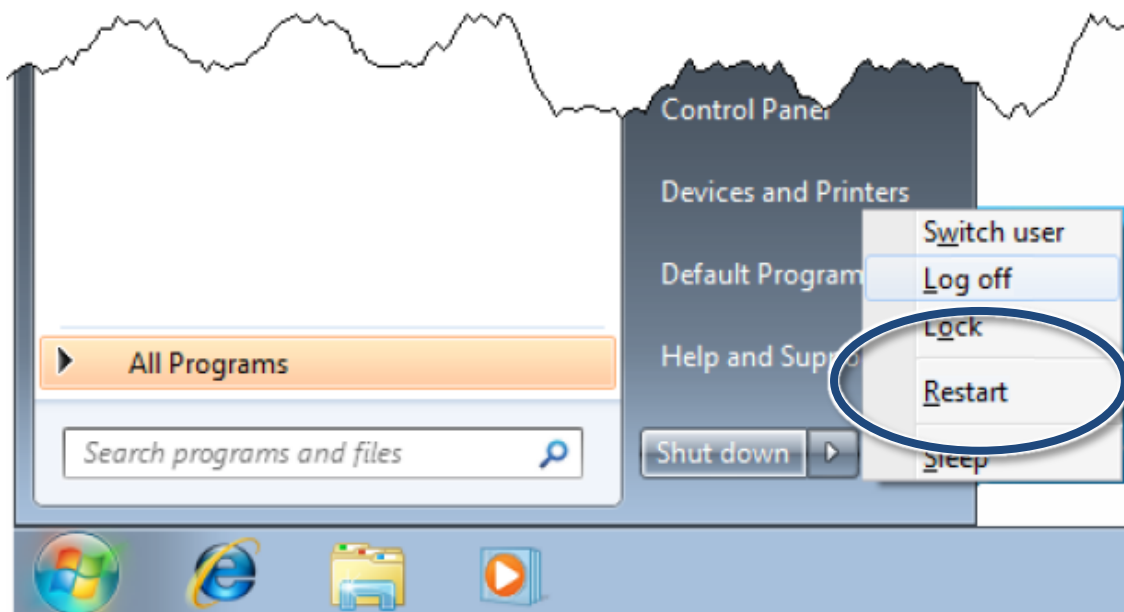 Control Panel
Devices and Printers
Switch user
Default Program
Log off
Lock
All Programs
Help and Suppo
Restart
Search programs and files
Shut down
Sleep